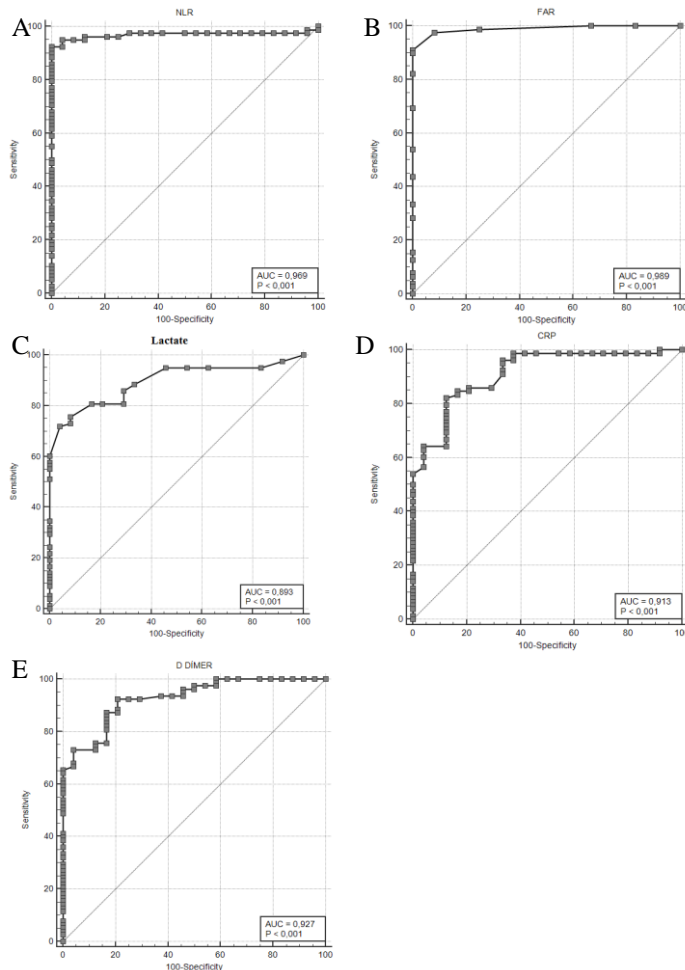 A
NLR
100
80
60
40
20
0
Sensitivity
AUC = 0,969
P < 0,001
0 20 40 60 80 100
100-Specificity
B
FAR
100
80
60
40
20
0
Sensitivity
AUC = 0,989
P < 0,001
0 20 40 60 80 100
100-Specificity
C
Lactate
100
80
60
40
20
0
Sensitivity
AUC = 0,893
P < 0,001
0 20 40 60 80 100
100-Specificity
D
CRP
100
80
60
40
20
0
Sensitivity
AUC = 0,913
P < 0,001
0 20 40 60 80 100
100-Specificity
E
D DİMER
100
80
60
40
20
0
Sensitivity
AUC = 0,927
P < 0,001
0 20 40 60 80 100
100-Specificity